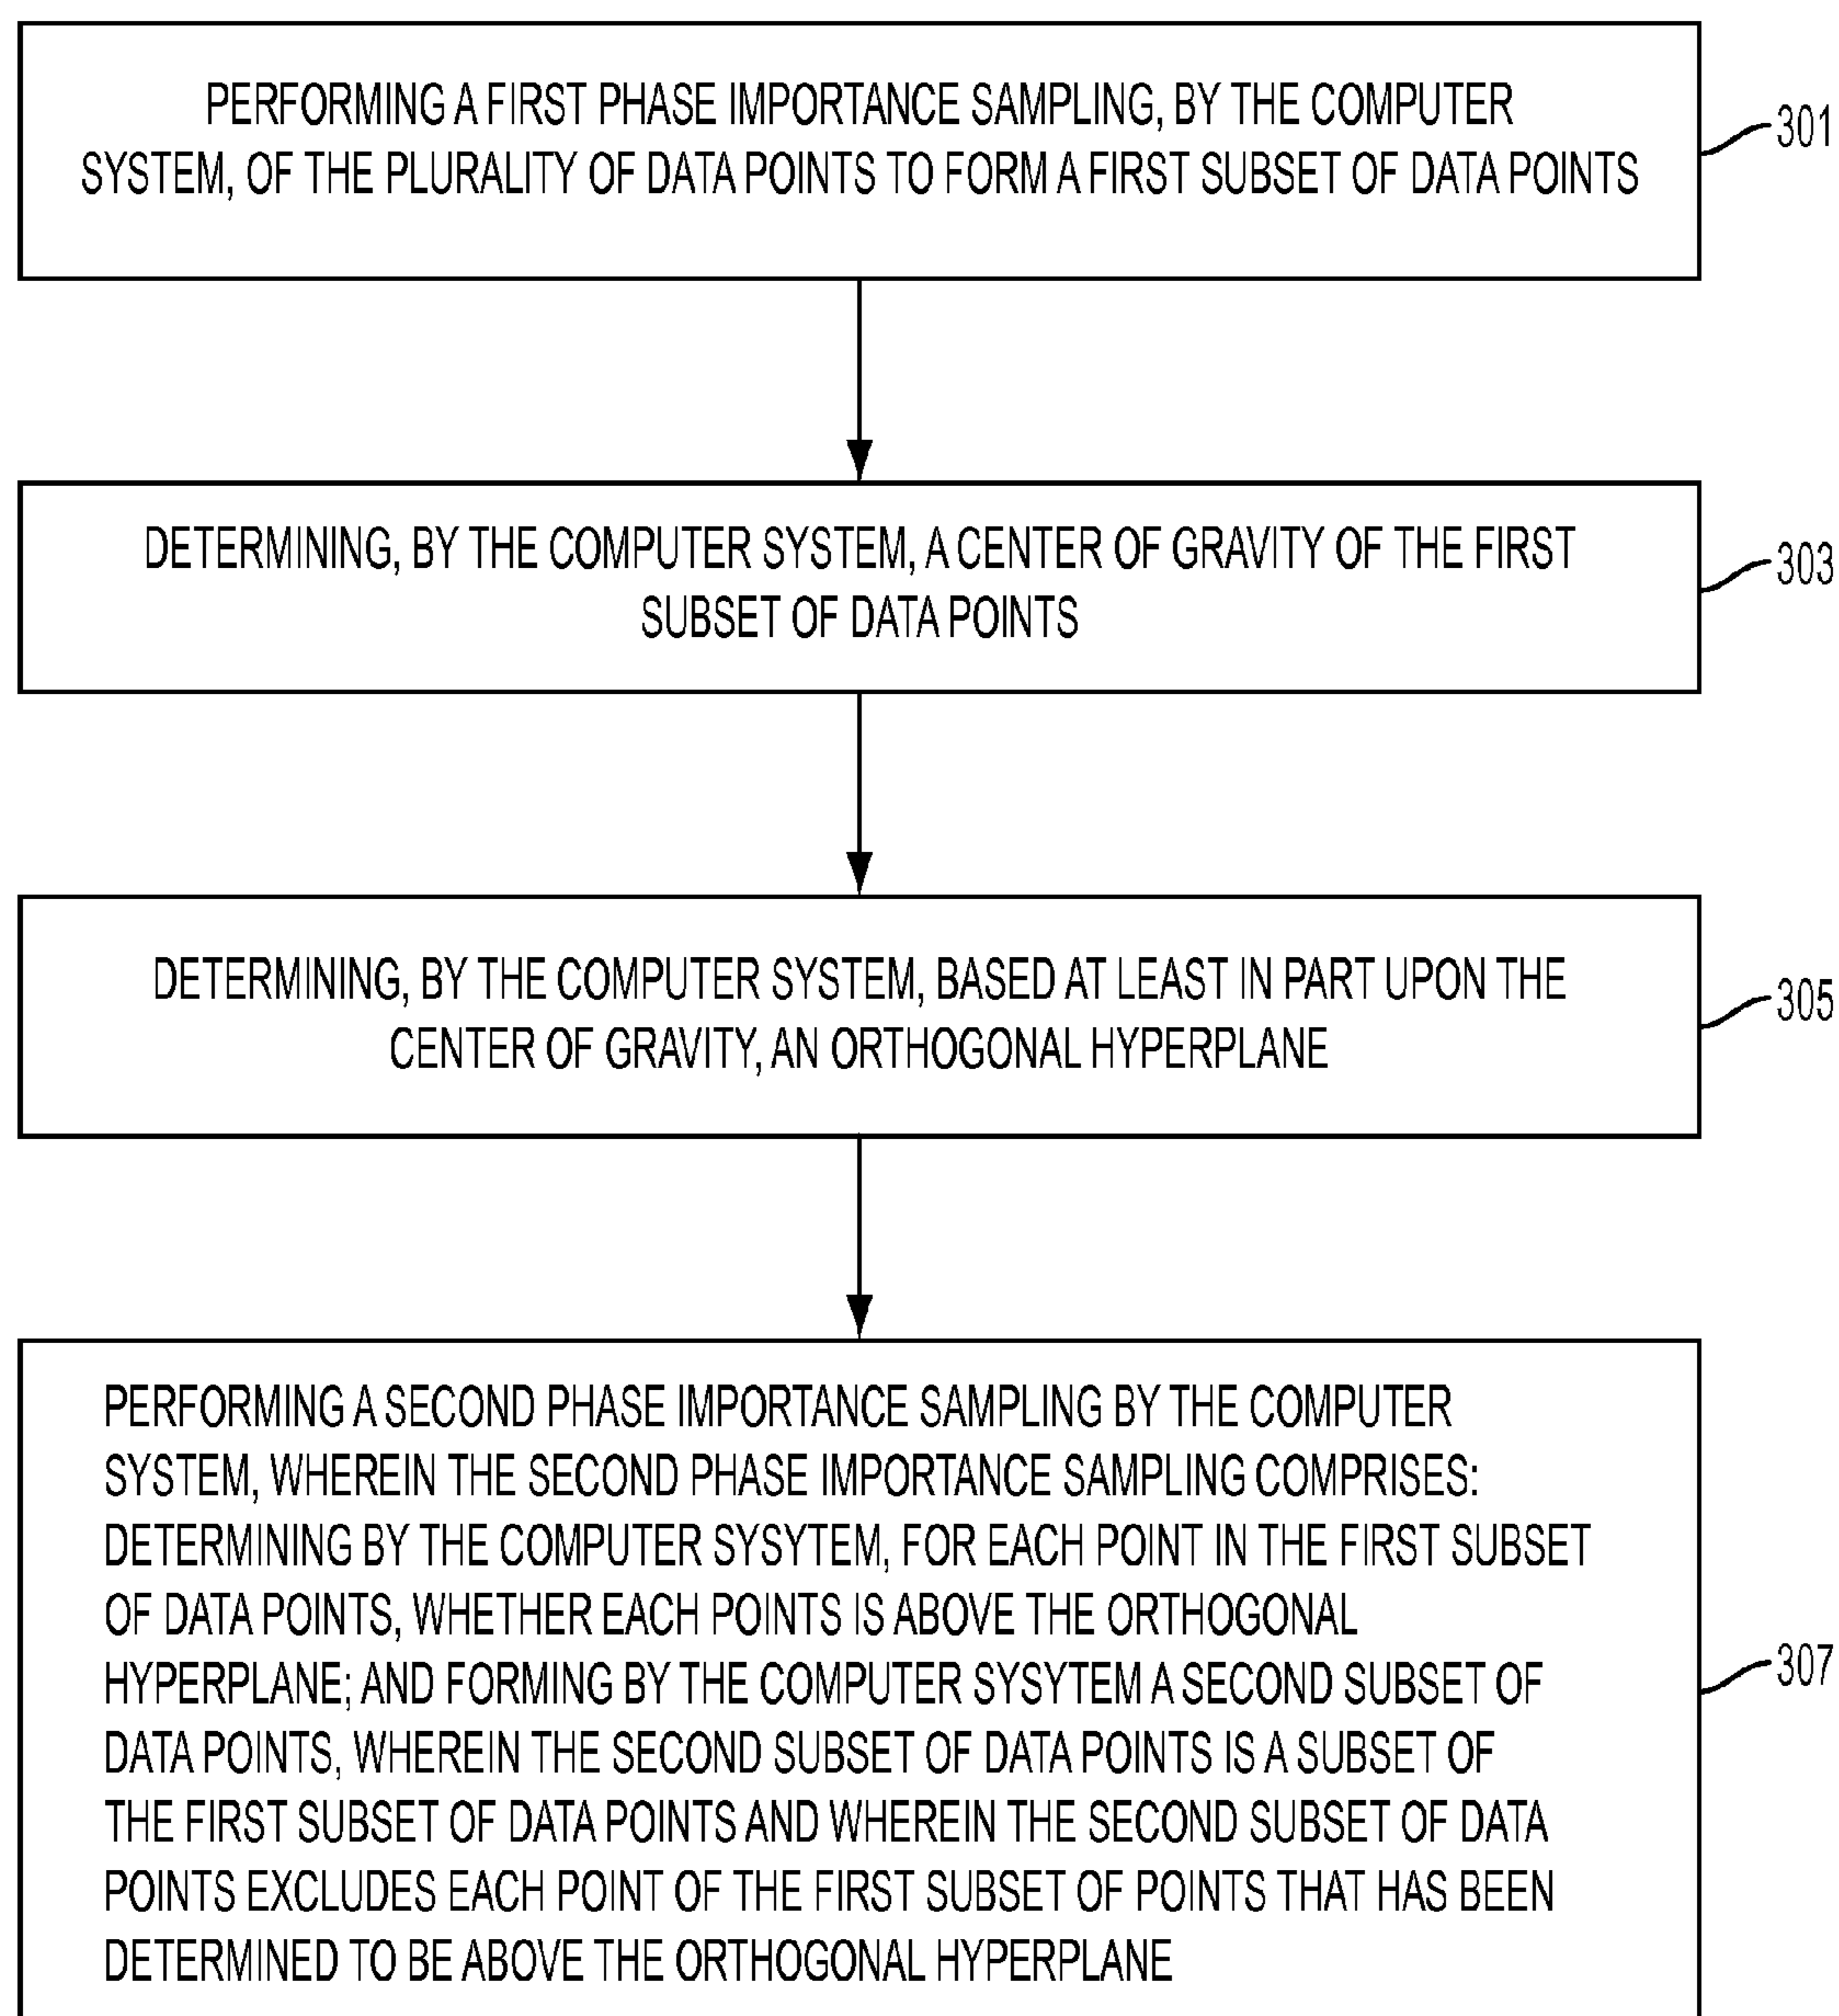 PERFORMING A FIRST PHASE IMPORTANCE SAMPLING, BY THE COMPUTER
SYSTEM, OF THE PLURALITY OF DATA POINTS TO FORM A FIRST SUBSET OF DATA POINTS
301
DETERMINING, BY THE COMPUTER SYSTEM, A CENTER OF GRAVITY OF THE FIRST
SUBSET OF DATA POINTS
303
DETERMINING, BY THE COMPUTER SYSTEM, BASED AT LEAST IN PART UPON THE
CENTER OF GRAVITY, AN ORTHOGONAL HYPERPLANE
305
PERFORMING A SECOND PHASE IMPORTANCE SAMPLING BY THE COMPUTER
SYSTEM, WHEREIN THE SECOND PHASE IMPORTANCE SAMPLING COMPRISES:
DETERMINING BY THE COMPUTER SYSYTEM, FOR EACH POINT IN THE FIRST SUBSET
OF DATA POINTS, WHETHER EACH POINTS IS ABOVE THE ORTHOGONAL
HYPERPLANE; AND FORMING BY THE COMPUTER SYSYTEM A SECOND SUBSET OF
DATA POINTS, WHEREIN THE SECOND SUBSET OF DATA POINTS IS A SUBSET OF
THE FIRST SUBSET OF DATA POINTS AND WHEREIN THE SECOND SUBSET OF DATA
POINTS EXCLUDES EACH POINT OF THE FIRST SUBSET OF POINTS THAT HAS BEEN
DETERMINED TO BE ABOVE THE ORTHOGONAL HYPERPLANE
307